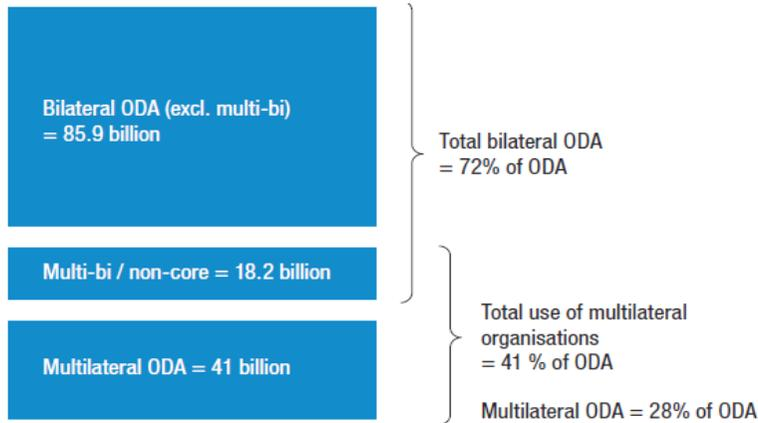 Bilateral ODA (excl. multi-bi)
= 85.9 billion
Total bilateral ODA
= 72% of ODA
Multi-bi / non-core = 18.2 billion
Total use of multilateral
organisations
= 41 % of ODA
Multilateral ODA = 41 billion
Multilateral ODA = 28% of ODA